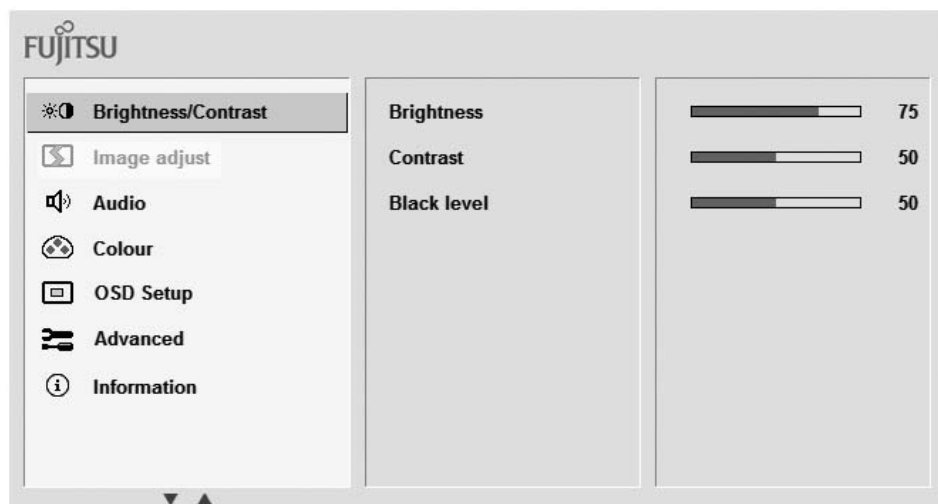 FUJITSU
Brightness/Contrast Brightness 75
Image adjust Contrast 50
Audio Black level 50
Colour
OSD Setup
Advanced
Information